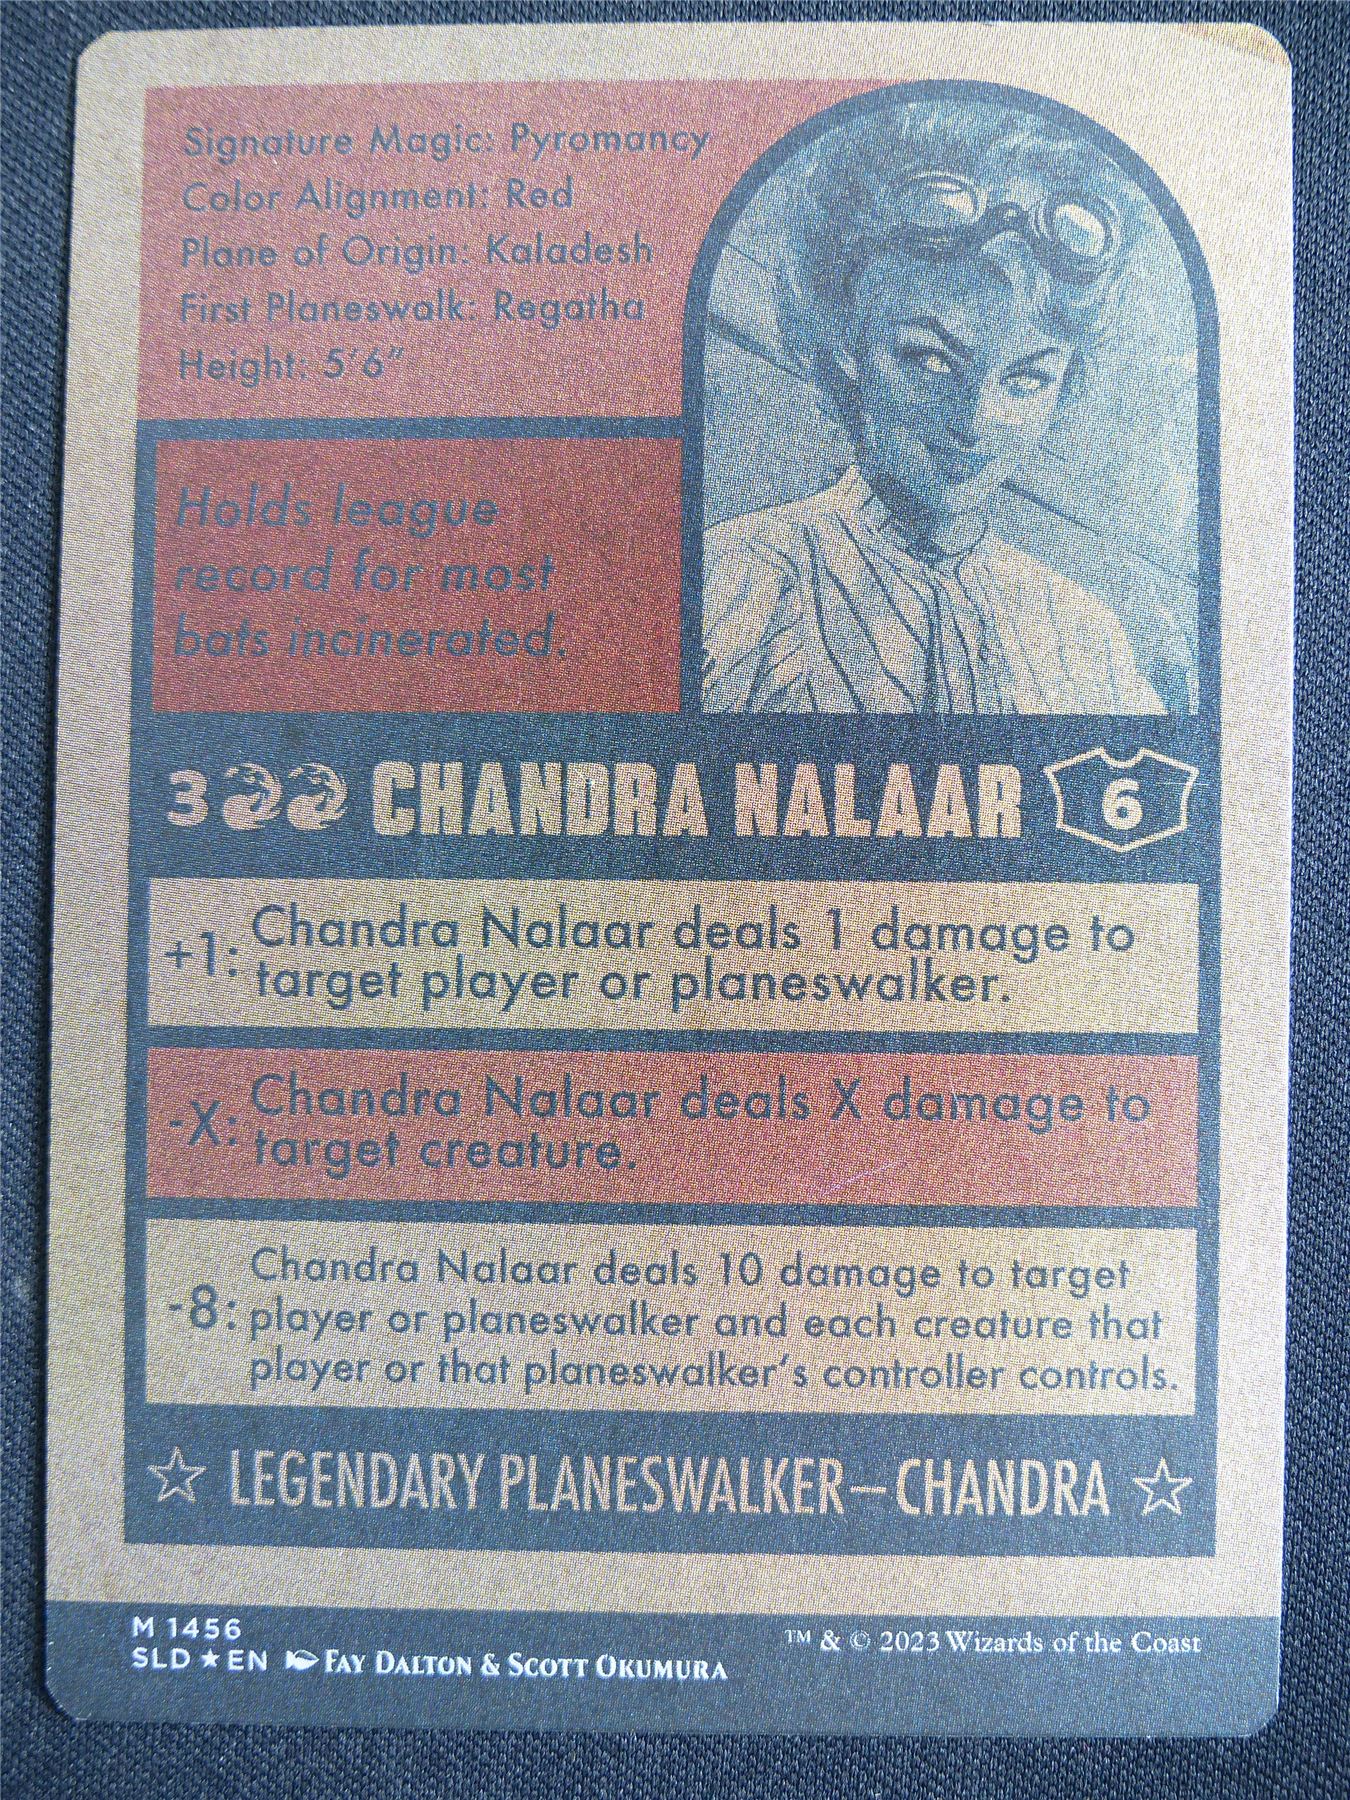 Signature Magic: Pyromancy
Color Alignment: Red
Plane of Origin: Kaladesh
First Planeswalk: Regatha
Height: 5'6"
Holds league
record for most
bats incinerated.
3 CHANDRA NALAAR 6
+1: Chandra Nalaar deals 1 damage to
target player or planeswalker.
-X: Chandra Nalaar deals X damage to
target creature.
-8: Chandra Nalaar deals 10 damage to target
player or planeswalker and each creature that
player or that planeswalker's controller controls.
☆ LEGENDARY PLANESWALKER—CHANDRA ☆
M 1456
SLD ★ EN FAY DALTON & SCOTT OKUMURA
™ & © 2023 Wizards of the Coast